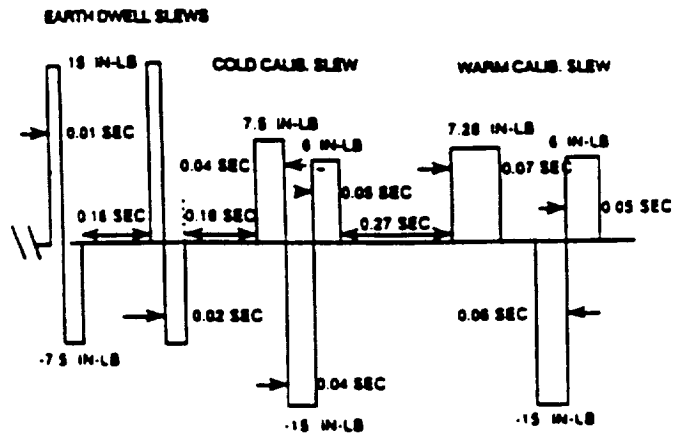 EARTH DWELL SLEWS
15 IN-LB
COLD CALIB. SLEW
WARM CALIB. SLEW
0.01 SEC
7.5 IN-LB
6 IN-LB
7.28 IN-LB
6 IN-LB
0.04 SEC
0.05 SEC
0.07 SEC
0.05 SEC
0.16 SEC
0.18 SEC
0.27 SEC
0.02 SEC
0.06 SEC
-7.5 IN-LB
0.04 SEC
-15 IN-LB
-15 IN-LB